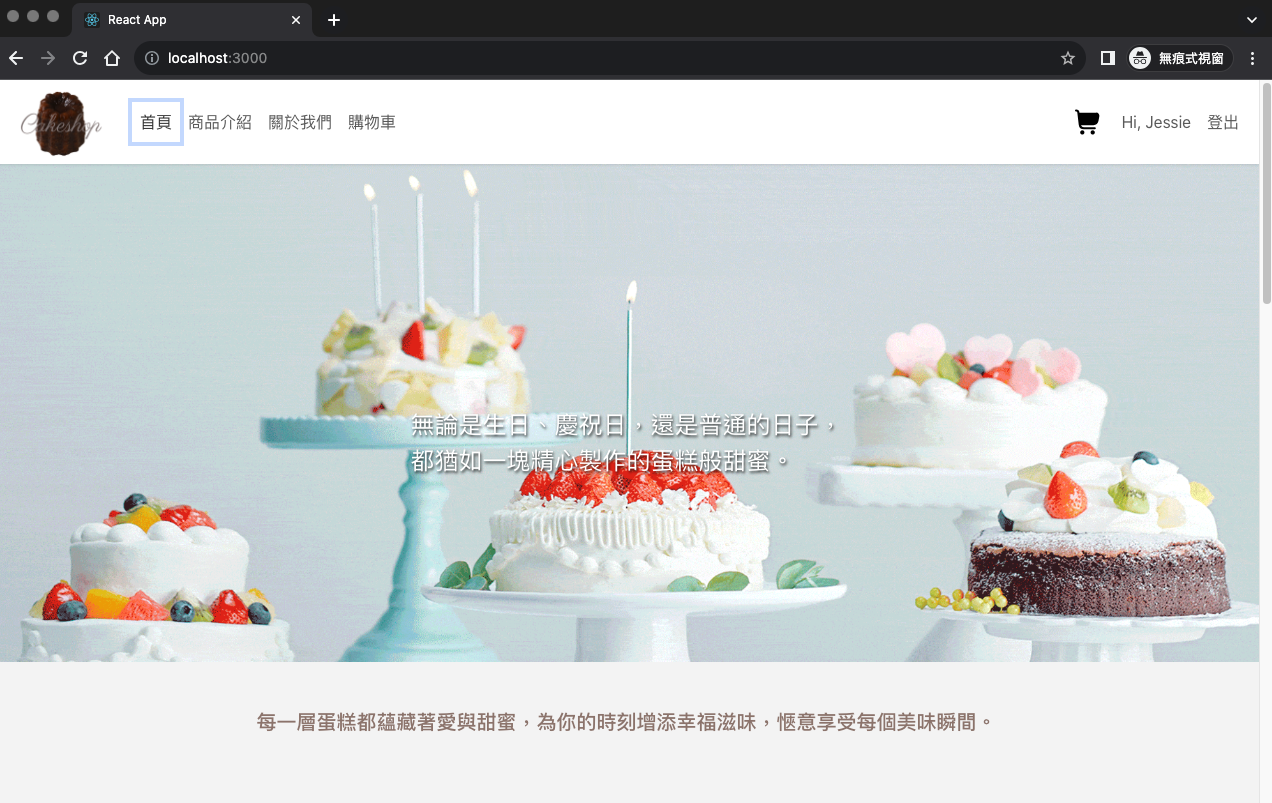 React App
localhost:3000
無痕式視窗
Cakeshop
首頁 商品介紹 關於我們 購物車
Hi, Jessie 登出
無論是生日、慶祝日，還是普通的日子，
都猶如一塊精心製作的蛋糕般甜蜜。
每一層蛋糕都蘊藏著愛與甜蜜，為你的時刻增添幸福滋味，愜意享受每個美味瞬間。